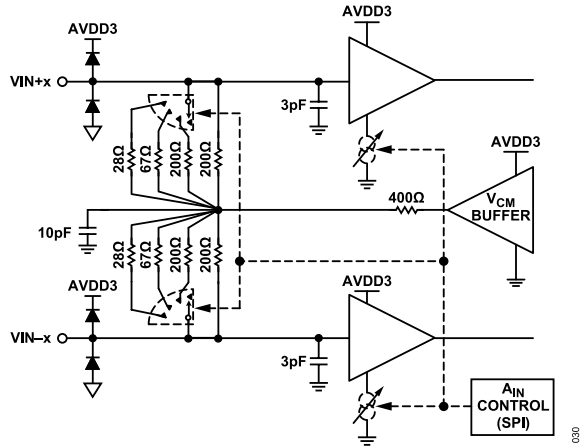 AVDD3
AVDD3
VIN+x
3pF
28Ω
67Ω
200Ω
200Ω
AVDD3
400Ω
VCM
BUFFER
10pF
28Ω
67Ω
200Ω
200Ω
AVDD3
AVDD3
VIN–x
3pF
AIN
CONTROL
(SPI)
030